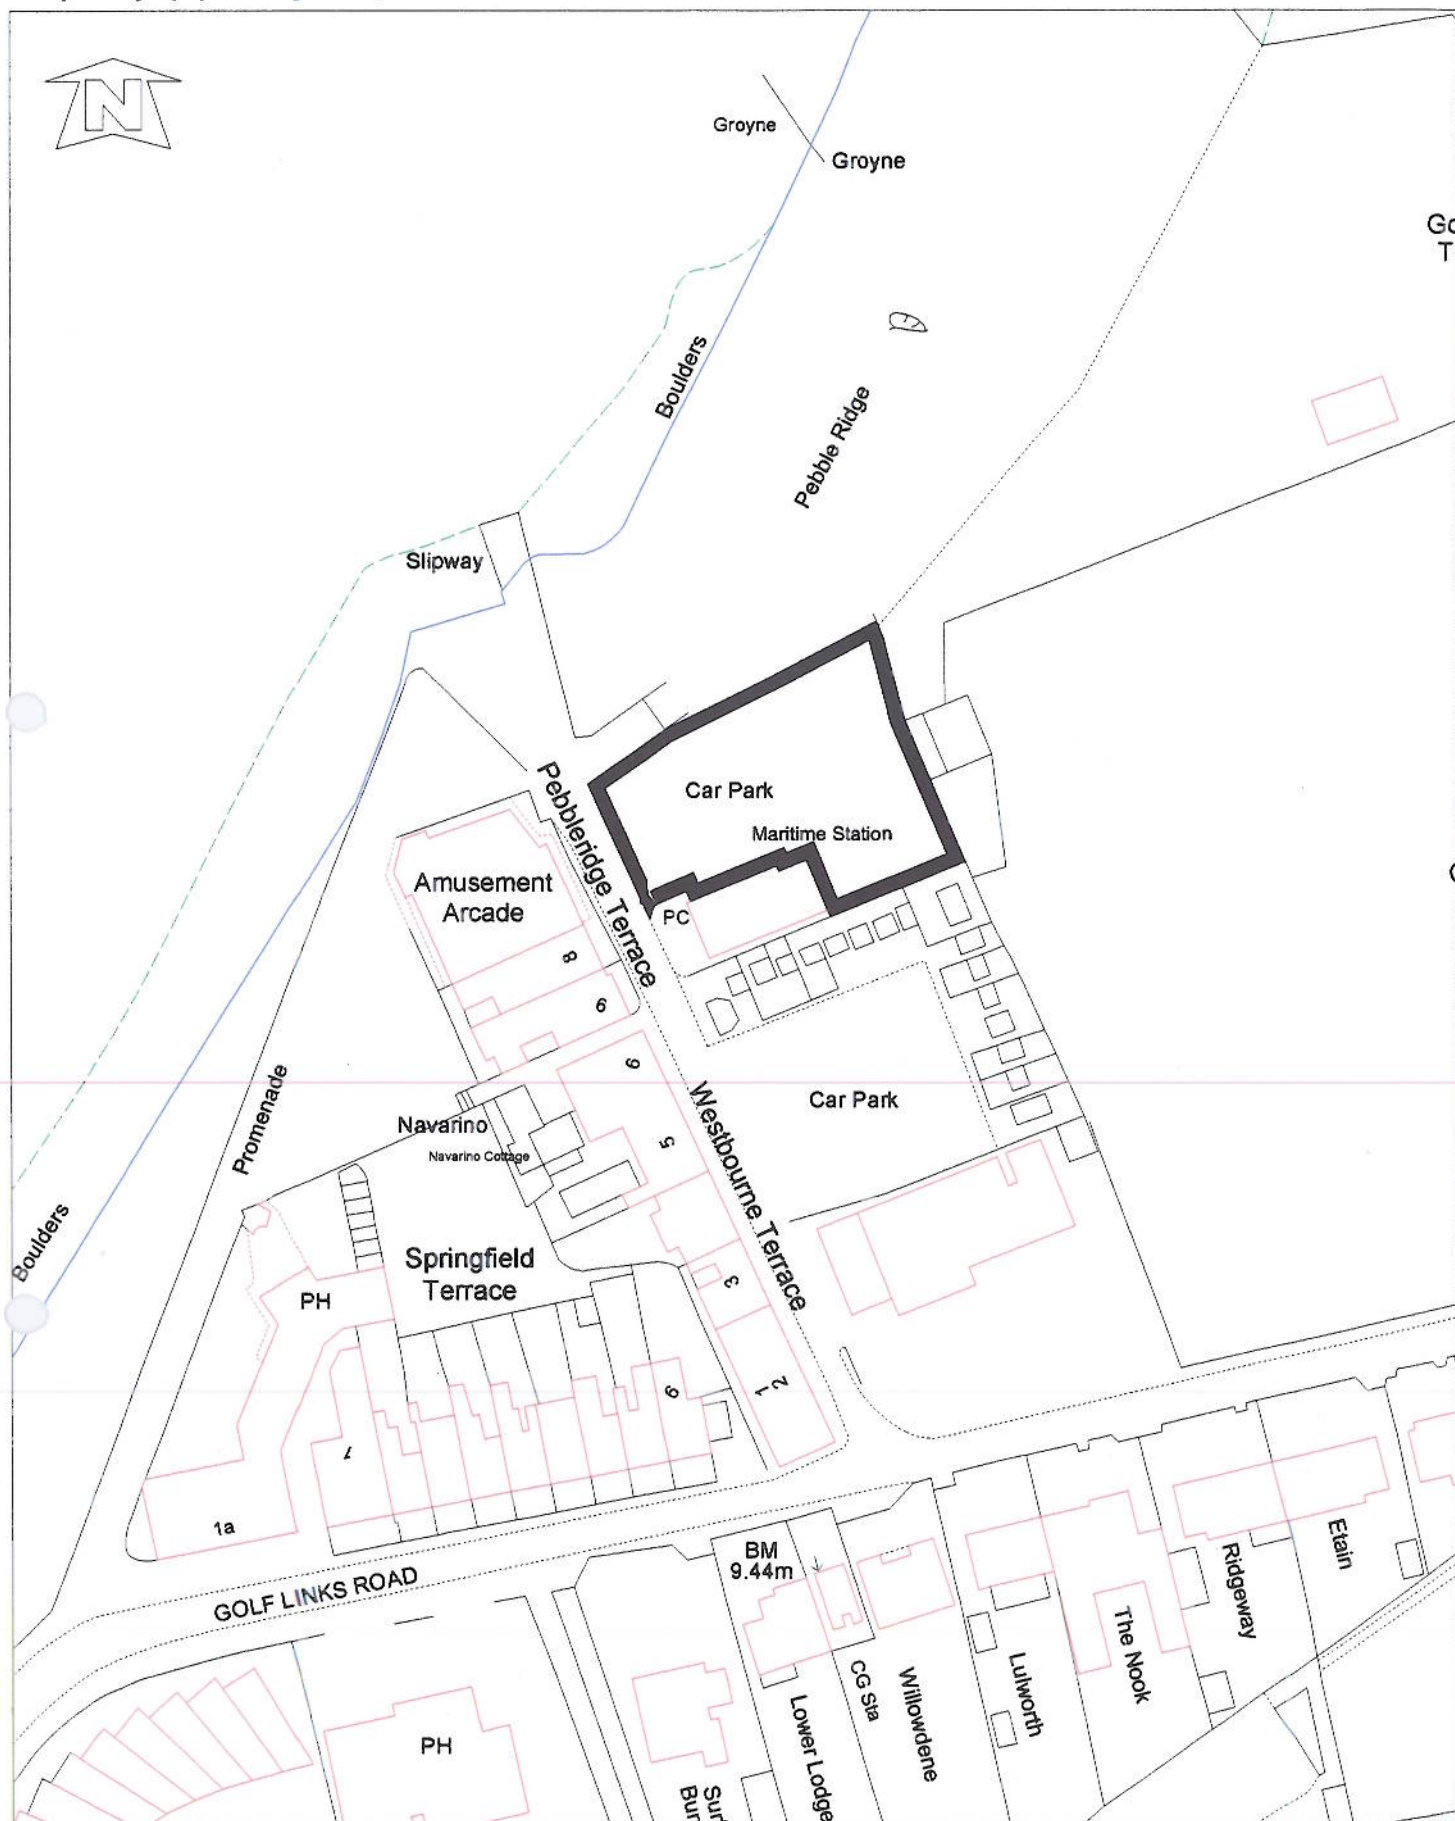 N
Groyne
Groyne
Boulders
Pebble Ridge
Slipway
Car Park
Maritime Station
Pebbleridge Terrace
Amusement
Arcade
PC
8
9
6
5
Promenade
Navarino
Navarino Cottage
Car Park
Westbourne Terrace
Boulders
Springfield
Terrace
PH
3
2
1
9
1
1a
GOLF LINKS ROAD
BM
9.44m
Etain
Ridgeway
The Nook
Lulworth
Willowdene
CG Sta
Lower Lodge
PH